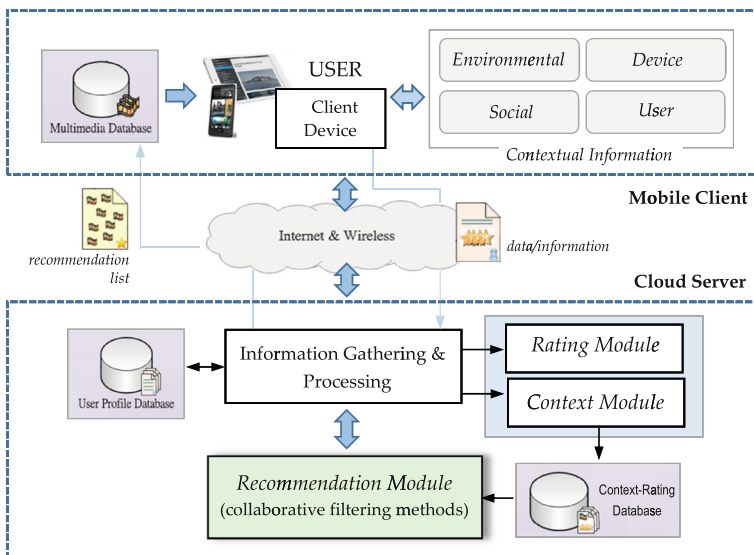 USER
Client
Device
Multimedia Database
Environmental
Device
Social
User
Contextual Information
Mobile Client
Internet & Wireless
recommendation
list
data/information
Cloud Server
User Profile Database
Information Gathering &
Processing
Rating Module
Context Module
Recommendation Module
(collaborative filtering methods)
Context-Rating
Database